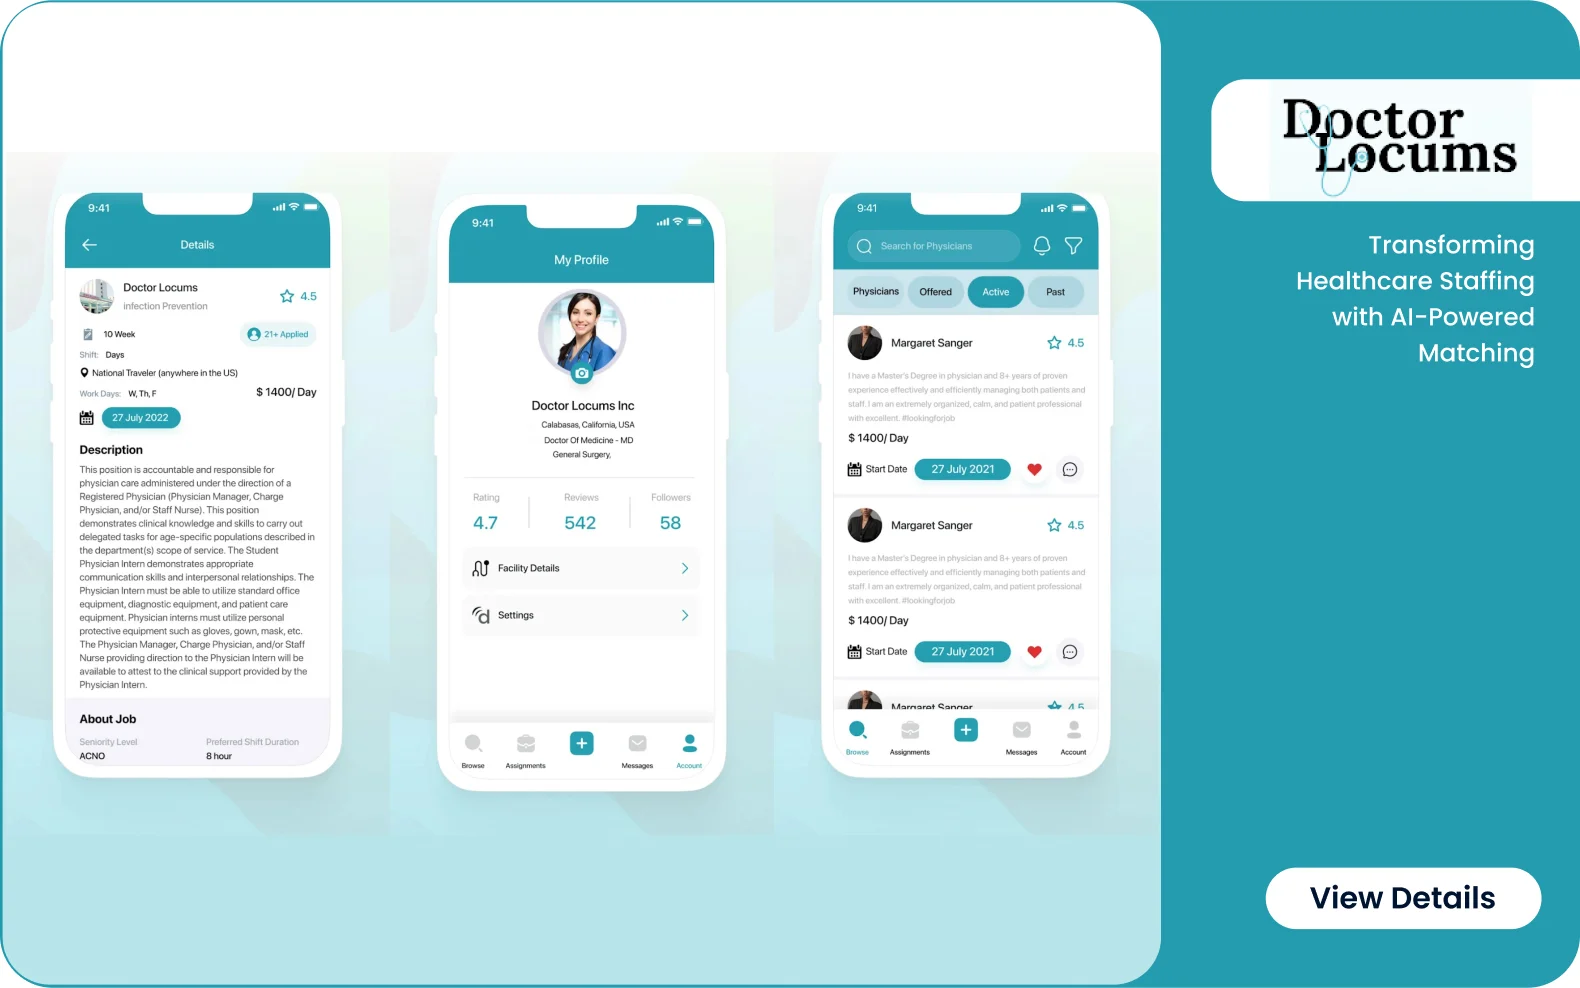 9:41
Details
Doctor Locums
infection Prevention
4.5
10 Week
21+ Applied
Shift: Days
National Traveler (anywhere in the US)
Work Days: W, Th, F
$ 1400/ Day
27 July 2022
Description
This position is accountable and responsible for
physician care administered under the direction of a
Registered Physician (Physician Manager, Charge
Physician, and/or Staff Nurse). This position
demonstrates clinical knowledge and skills to carry out
delegated tasks for age-specific populations described in
the department(s) scope of service. The Student
Physician Intern demonstrates appropriate
communication skills and interpersonal relationships. The
Physician Intern must be able to utilize standard office
equipment, diagnostic equipment, and patient care
equipment. Physician interns must utilize personal
protective equipment such as gloves, gown, mask, etc.
The Physician Manager, Charge Physician, and/or Staff
Nurse providing direction to the Physician Intern will be
available to attest to the clinical support provided by the
Physician Intern.
About Job
Seniority Level
Preferred Shift Duration
ACNO
8 hour
9:41
My Profile
Doctor Locums Inc
Calabasas, California, USA
Doctor Of Medicine - MD
General Surgery,
Rating
Reviews
Followers
4.7
542
58
Facility Details
Settings
Browse
Assignments
Messages
Account
9:41
Search for Physicians
Physicians
Offered
Active
Past
Margaret Sanger
4.5
I have a Master's Degree in physician and 8+ years of proven
experience effectively and efficiently managing both patients and
staff. I am an extremely organized, calm, and patient professional
with excellent. #lookingforjob
$ 1400/ Day
Start Date
27 July 2021
Margaret Sanger
4.5
I have a Master's Degree in physician and 8+ years of proven
experience effectively and efficiently managing both patients and
staff. I am an extremely organized, calm, and patient professional
with excellent. #lookingforjob
$ 1400/ Day
Start Date
27 July 2021
Margaret Sanger
4.5
Browse
Assignments
Messages
Account
Doctor
Locums
Transforming
Healthcare Staffing
with AI-Powered
Matching
View Details